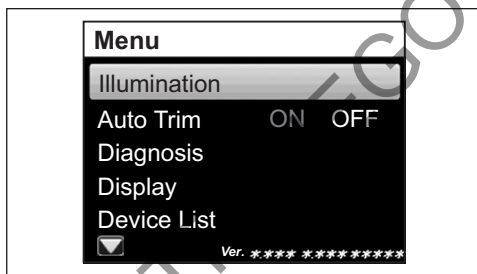 Menu
Illumination
Auto Trim ON OFF
Diagnosis
Display
Device List
Ver. *.*** *.*** *****